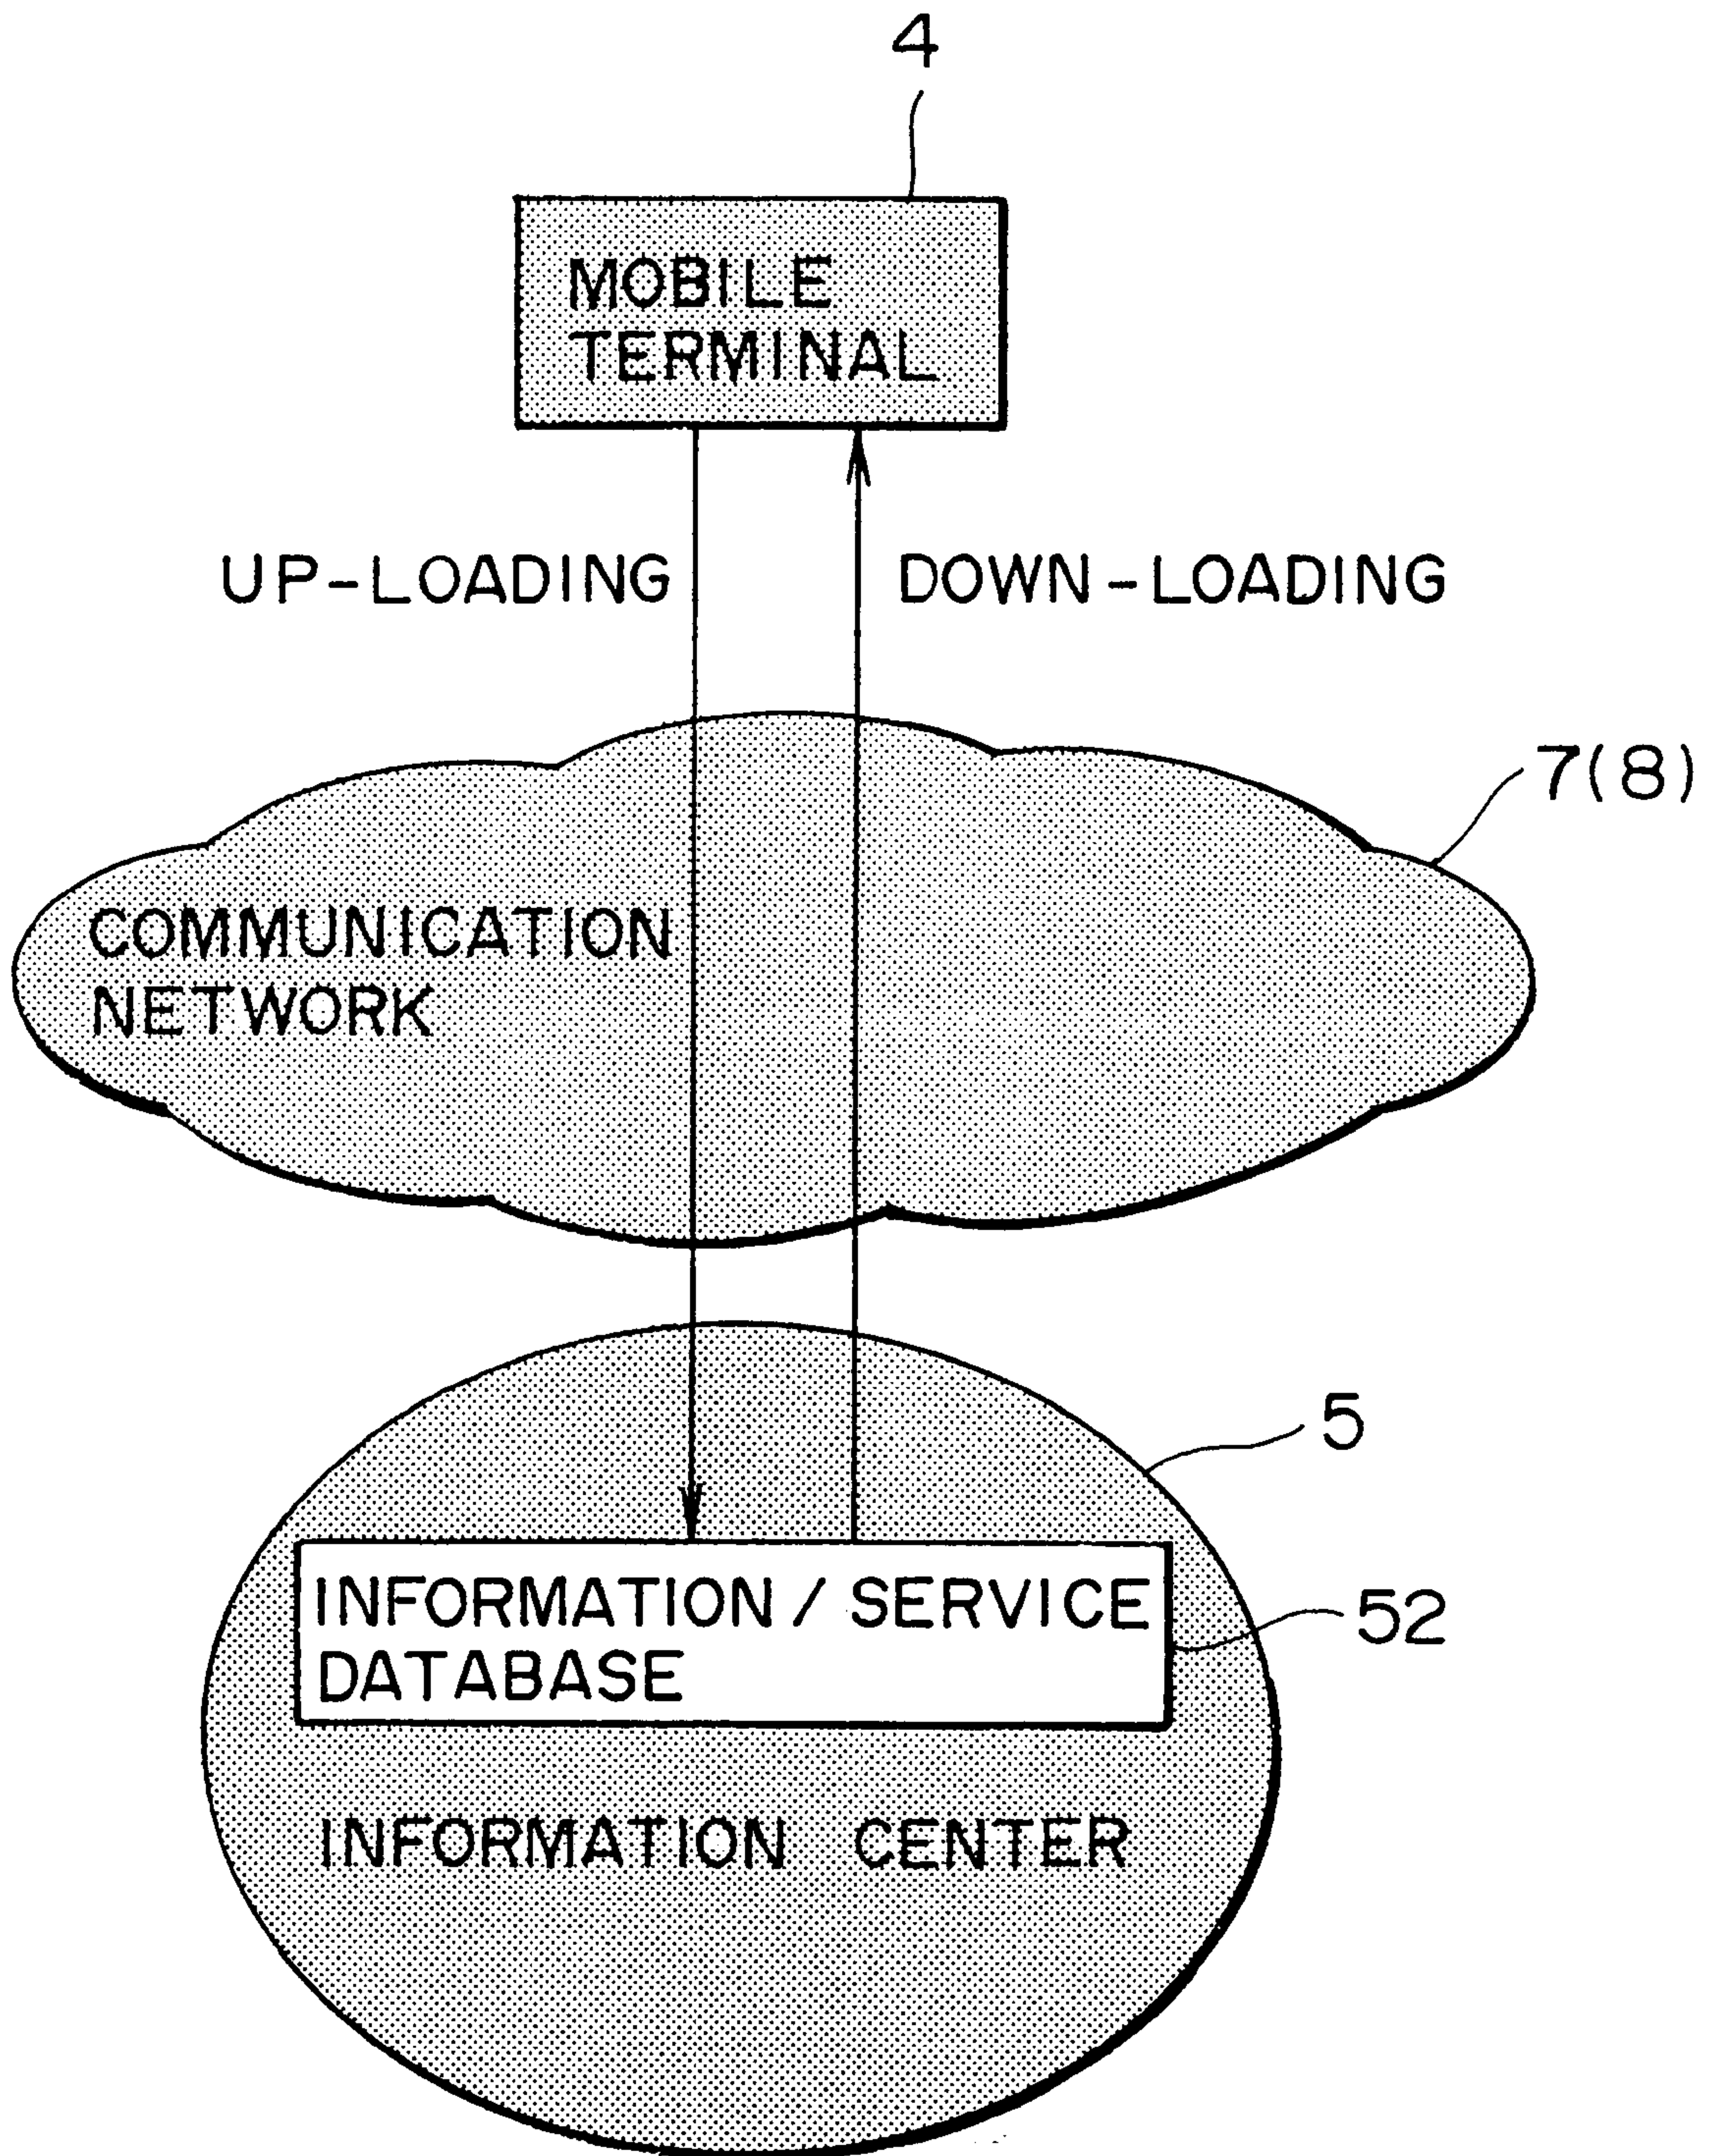 4
MOBILE
TERMINAL
UP-LOADING
DOWN-LOADING
7(8)
COMMUNICATION
NETWORK
5
INFORMATION / SERVICE
DATABASE
52
INFORMATION CENTER